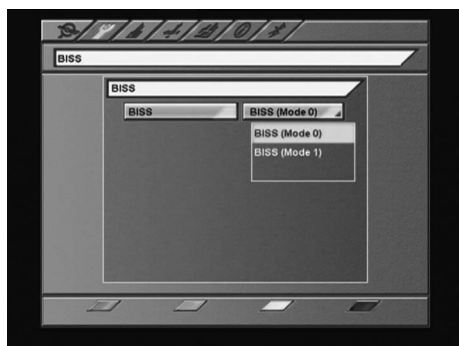 BISS
BISS
BISS BISS (Mode 0)
BISS (Mode 0)
BISS (Mode 1)